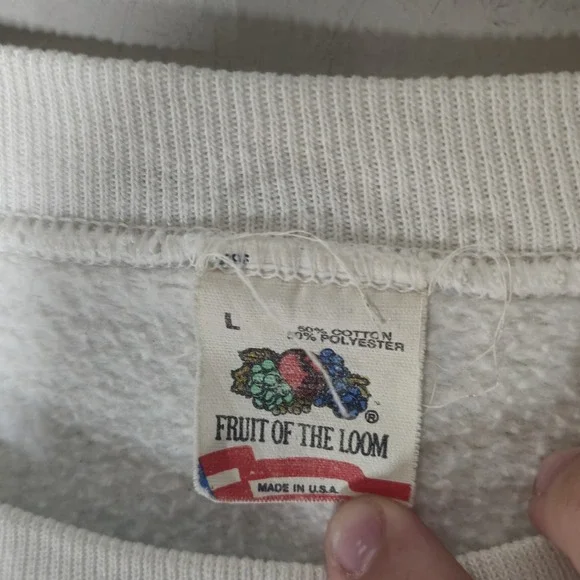 L
50% COTTON
50% POLYESTER
®
FRUIT OF THE LOOM
MADE IN U.S.A.